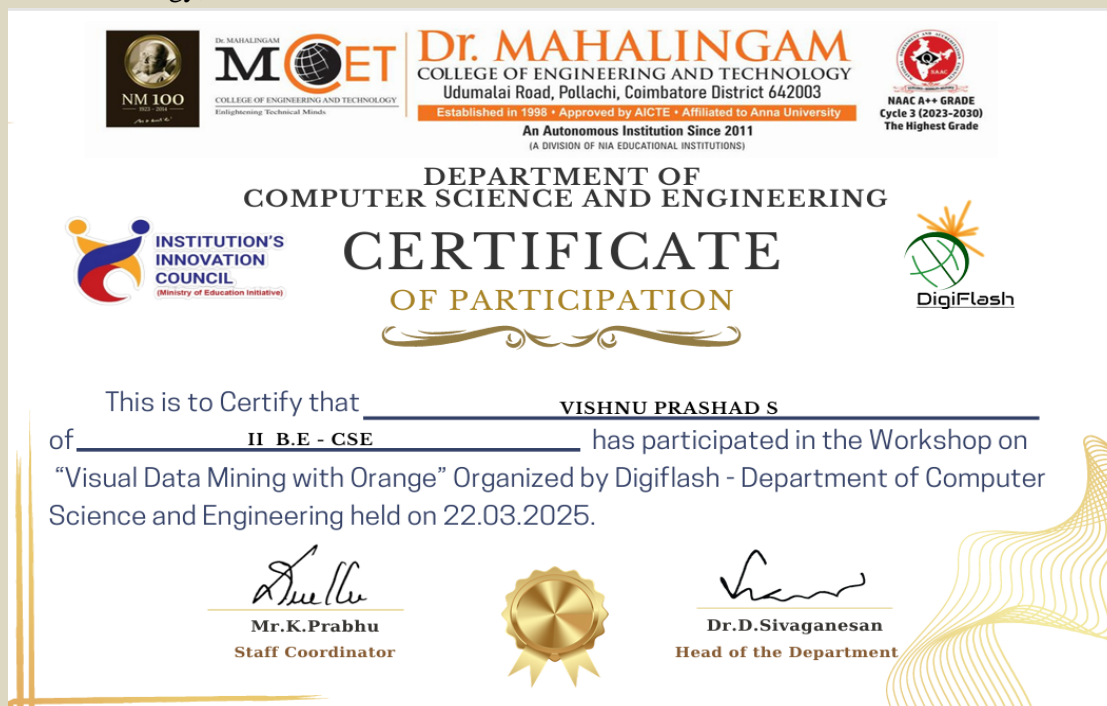 NM 100
1923 - 2014
Dr. MAHALINGAM
MCET
COLLEGE OF ENGINEERING AND TECHNOLOGY
Enlightening Technical Minds
Dr. MAHALINGAM
COLLEGE OF ENGINEERING AND TECHNOLOGY
Udumalai Road, Pollachi, Coimbatore District 642003
Established in 1998 • Approved by AICTE • Affiliated to Anna University
An Autonomous Institution Since 2011
(A DIVISION OF NIA EDUCATIONAL INSTITUTIONS)
NAAC
NAAC A++ GRADE
Cycle 3 (2023-2030)
The Highest Grade
DEPARTMENT OF
COMPUTER SCIENCE AND ENGINEERING
INSTITUTION'S
INNOVATION
COUNCIL
(Ministry of Education Initiative)
CERTIFICATE
OF PARTICIPATION
DigiFlash
This is to Certify that VISHNU PRASHAD S
of II B.E - CSE has participated in the Workshop on
“Visual Data Mining with Orange” Organized by Digiflash - Department of Computer
Science and Engineering held on 22.03.2025.
Mr.K.Prabhu
Staff Coordinator
Dr.D.Sivaganesan
Head of the Department